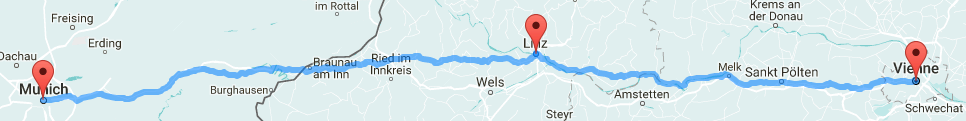 im Rottal
Freising
Erding
Dachau
Munich
Burghausen
Braunau
am Inn
Ried im
Innkreis
Linz
Wels
Steyr
Amstetten
Melk
Krems an
der Donau
Sankt Pölten
Vienne
Schwechat